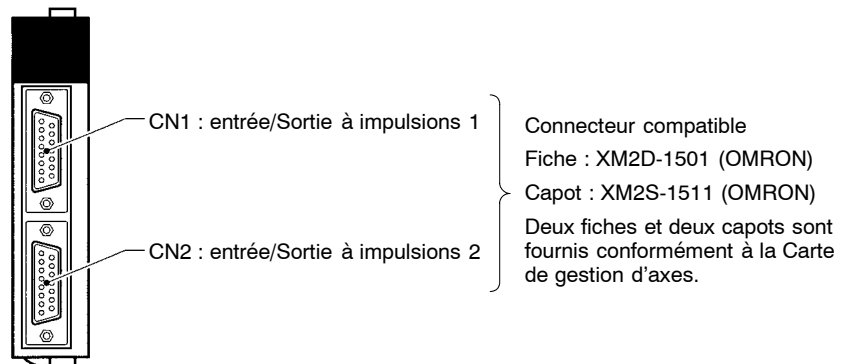 CN1 : entrée/Sortie à impulsions 1
CN2 : entrée/Sortie à impulsions 2
Connecteur compatible
Fiche : XM2D-1501 (OMRON)
Capot : XM2S-1511 (OMRON)
Deux fiches et deux capots sont
fournis conformément à la Carte
de gestion d'axes.